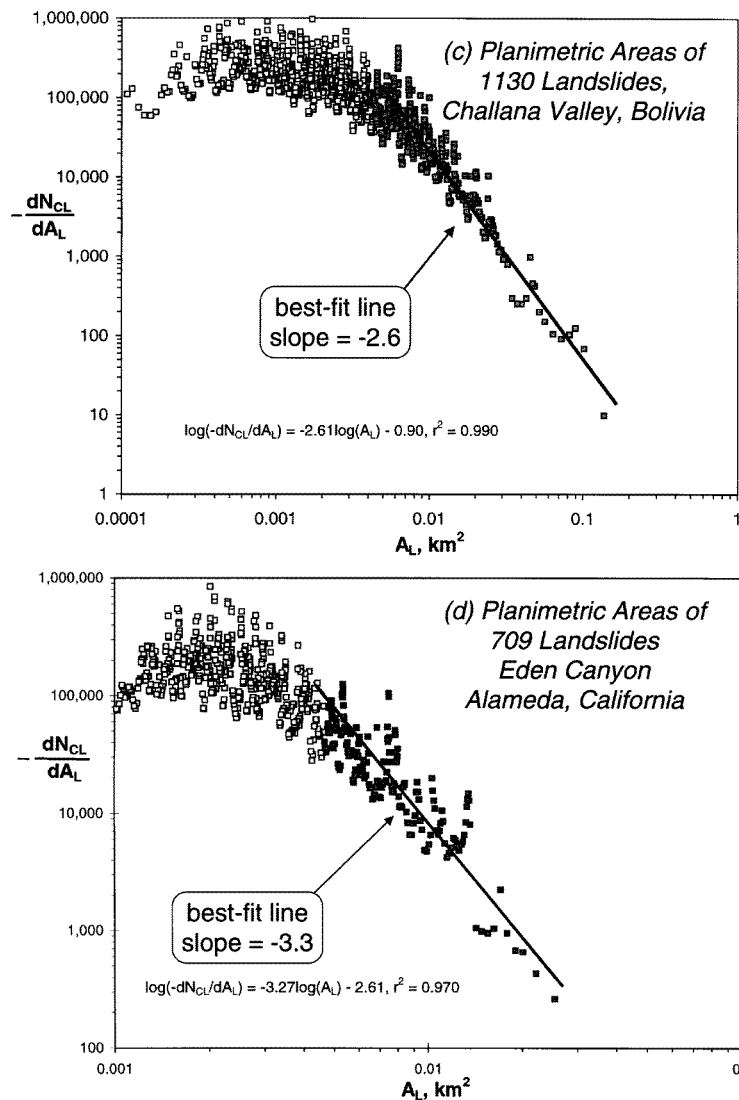 1,000,000
100,000
10,000
1,000
100
10
1
−dN_CL
dA_L
(c) Planimetric Areas of
1130 Landslides,
Challana Valley, Bolivia
best-fit line
slope = -2.6
log(-dN_CL/dA_L) = -2.61log(A_L) - 0.90, r² = 0.990
0.0001 0.001 0.01 0.1 1
A_L, km²
1,000,000
100,000
10,000
1,000
100
−dN_CL
dA_L
(d) Planimetric Areas of
709 Landslides
Eden Canyon
Alameda, California
best-fit line
slope = -3.3
log(-dN_CL/dA_L) = -3.27log(A_L) - 2.61, r² = 0.970
0.001 0.01 0
A_L, km²